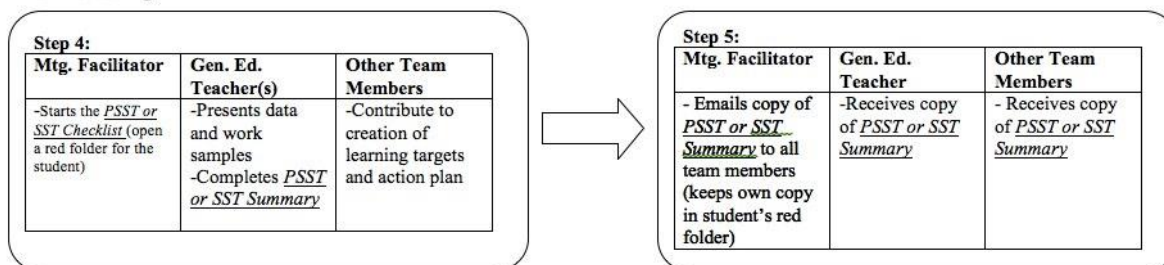 Step 4:
Mtg. Facilitator
-Starts the PSST or
SST Checklist (open
a red folder for the
student)
Gen. Ed.
Teacher(s)
-Presents data
and work
samples
-Completes PSST
or SST Summary
Other Team
Members
-Contribute to
creation of
learning targets
and action plan
Step 5:
Mtg. Facilitator
- Emails copy of
PSST or SST
Summary to all
team members
(keeps own copy
in student's red
folder)
Gen. Ed.
Teacher
-Receives copy
of PSST or SST
Summary
Other Team
Members
- Receives copy
of PSST or SST
Summary